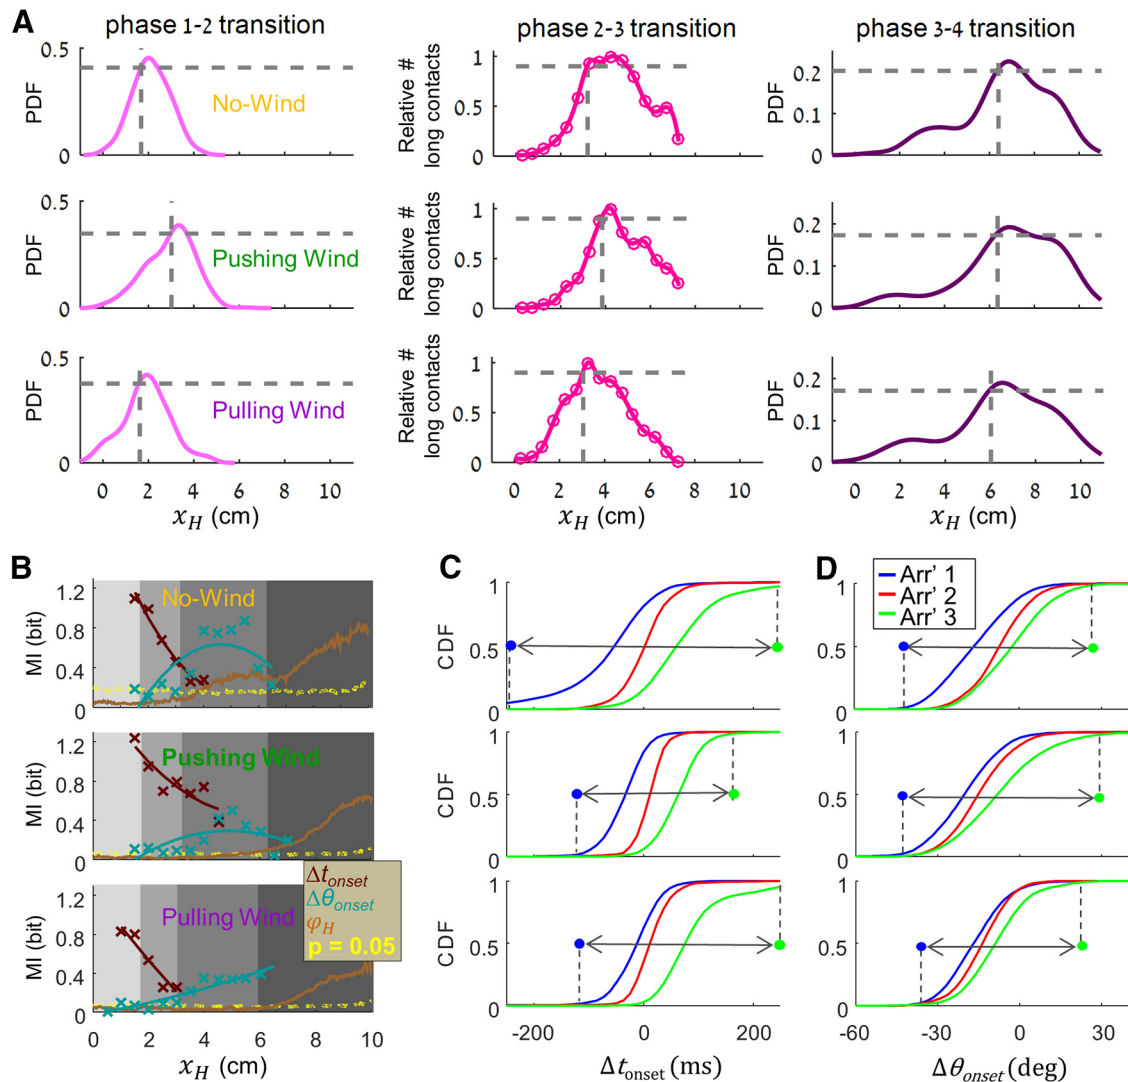 A
phase 1-2 transition
phase 2-3 transition
phase 3-4 transition
PDF
0.5
0
No-Wind
Relative #
long contacts
1
0.5
0
PDF
0.2
0.1
0
PDF
0.5
0
Pushing Wind
Relative #
long contacts
1
0.5
0
PDF
0.2
0.1
0
PDF
0.5
0
Pulling Wind
Relative #
long contacts
1
0.5
0
PDF
0.2
0.1
0
0 2 4 6 8 10
0 2 4 6 8 10
0 2 4 6 8 10
x_H (cm)
x_H (cm)
x_H (cm)
B
MI (bit)
1.2
0.8
0.4
0
No-Wind
MI (bit)
1.2
0.8
0.4
0
Pushing Wind
MI (bit)
1.2
0.8
0.4
0
Pulling Wind
Δt_onset
Δθ_onset
φ_H
p = 0.05
0 2 4 6 8 10
x_H (cm)
C
CDF
1
0.5
0
CDF
1
0.5
0
CDF
1
0.5
0
-200 0 200
Δt_onset (ms)
D
Arr' 1
Arr' 2
Arr' 3
1
0.5
0
1
0.5
0
1
0.5
0
-60 -30 0 30
Δθ_onset (deg)